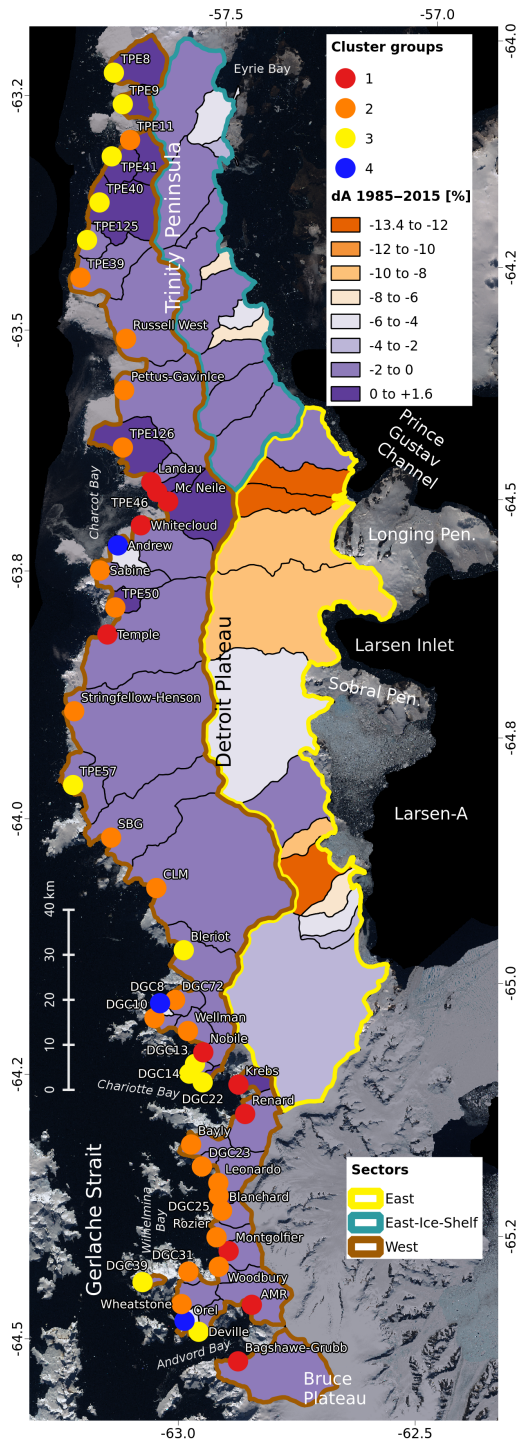 -57.5
-57.0
-64.0
Cluster groups
1
2
3
4
dA 1985‒2015 [%]
-13.4 to -12
-12 to -10
-10 to -8
-8 to -6
-6 to -4
-4 to -2
-2 to 0
0 to +1.6
Eyrie Bay
TPE8
-63.2
TPE9
TPE11
TPE41
TPE40
TPE125
Trinity Peninsula
TPE39
-64.2
-63.5
Russell West
Pettus-GavinIce
Prince
Gustav
Channel
TPE126
Landau
Mc Neile
TPE46
Charcot Bay
-64.5
Whitecloud
Longing Pen.
Andrew
-63.8
Sabine
TPE50
Temple
Larsen Inlet
Detroit Plateau
Sobral Pen.
Stringfellow-Henson
-64.8
TPE57
-64.0
SBG
Larsen-A
CLM
40 km
30
20
10
0
Bleriot
-65.0
DGC8
DGC72
DGC10
Wellman
Nobile
DGC13
-64.2
DGC14
Krebs
Charlotte Bay
DGC22
Renard
Bayly
DGC23
Leonardo
Gerlache Strait
Blanchard
DGC25
Rozier
Wilhelmina
Bay
Montgolfier
-65.2
Sectors
East
East-Ice-Shelf
West
DGC31
DGC39
Woodbury
AMR
Wheatstone
Orel
-64.5
Deville
Andvord Bay
Bagshawe-Grubb
Bruce
Plateau
-63.0
-62.5